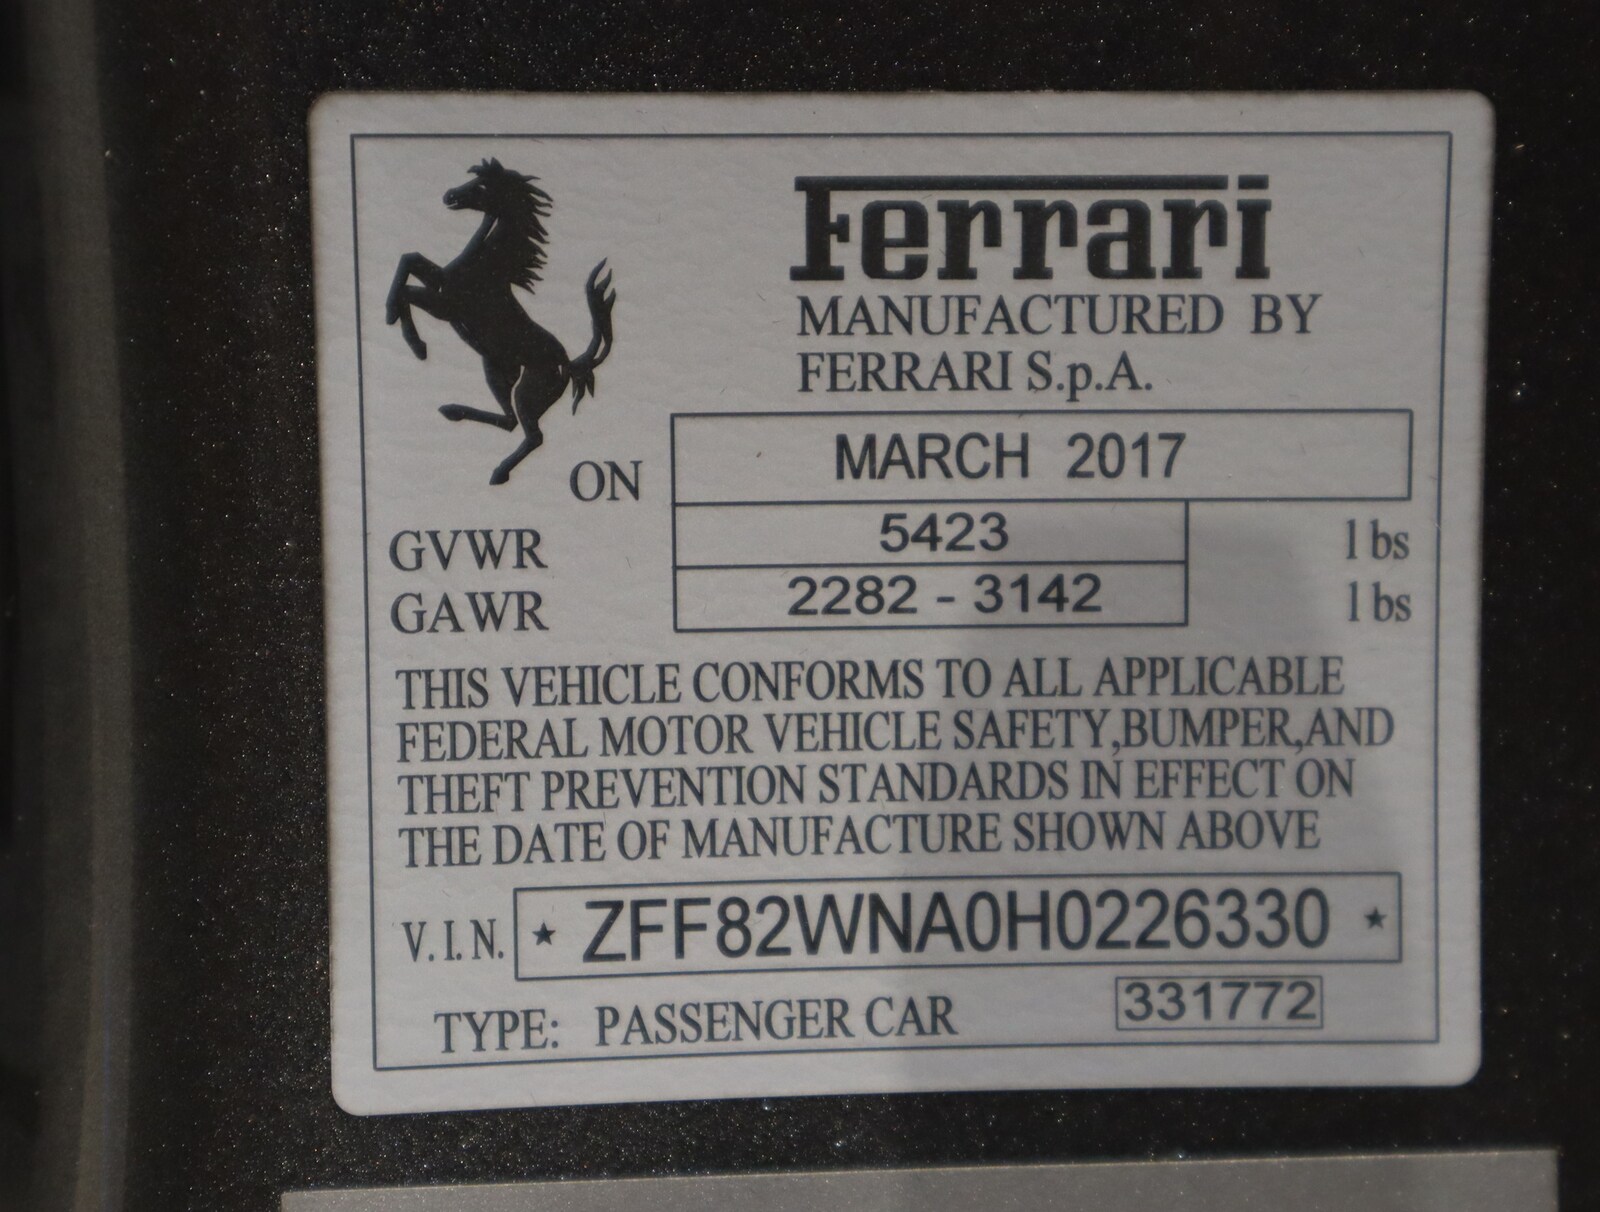 Ferrari
MANUFACTURED BY
FERRARI S.p.A.
ON MARCH 2017
GVWR 5423 lbs
GAWR 2282 - 3142 lbs
THIS VEHICLE CONFORMS TO ALL APPLICABLE
FEDERAL MOTOR VEHICLE SAFETY,BUMPER,AND
THEFT PREVENTION STANDARDS IN EFFECT ON
THE DATE OF MANUFACTURE SHOWN ABOVE
V.I.N. ★ ZFF82WNA0H0226330 ★
TYPE: PASSENGER CAR 331772